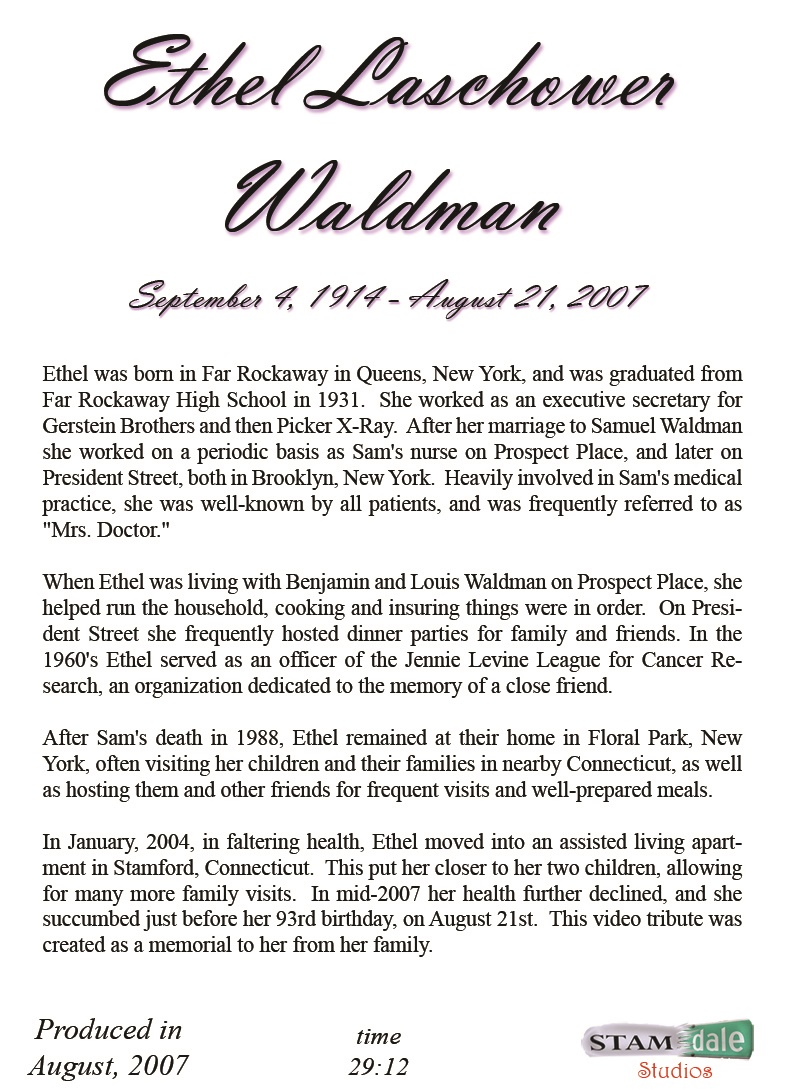 Ethel Laschower
Waldman
September 4, 1914 - August 21, 2007
Ethel was born in Far Rockaway in Queens, New York, and was graduated from
Far Rockaway High School in 1931.  She worked as an executive secretary for
Gerstein Brothers and then Picker X-Ray.  After her marriage to Samuel Waldman
she worked on a periodic basis as Sam's nurse on Prospect Place, and later on
President Street, both in Brooklyn, New York.  Heavily involved in Sam's medical
practice, she was well-known by all patients, and was frequently referred to as
"Mrs. Doctor."
When Ethel was living with Benjamin and Louis Waldman on Prospect Place, she
helped run the household, cooking and insuring things were in order.  On Presi-
dent Street she frequently hosted dinner parties for family and friends. In the
1960's Ethel served as an officer of the Jennie Levine League for Cancer Re-
search, an organization dedicated to the memory of a close friend.
After Sam's death in 1988, Ethel remained at their home in Floral Park, New
York, often visiting her children and their families in nearby Connecticut, as well
as hosting them and other friends for frequent visits and well-prepared meals.
In January, 2004, in faltering health, Ethel moved into an assisted living apart-
ment in Stamford, Connecticut.  This put her closer to her two children, allowing
for many more family visits.  In mid-2007 her health further declined, and she
succumbed just before her 93rd birthday, on August 21st.  This video tribute was
created as a memorial to her from her family.
Produced in
August, 2007
time
29:12
STAMdale
Studios